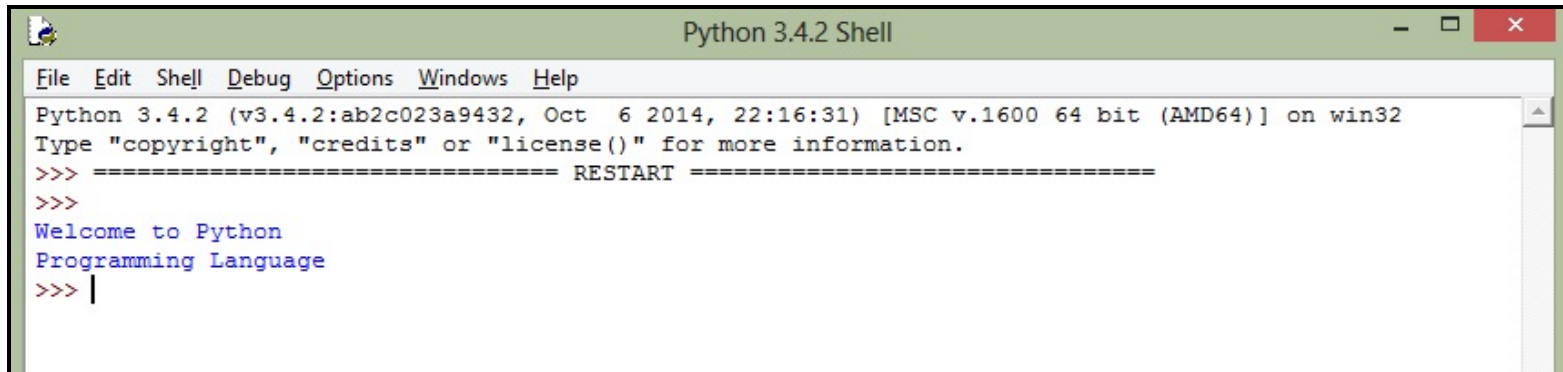 Python 3.4.2 Shell
File Edit Shell Debug Options Windows Help
Python 3.4.2 (v3.4.2:ab2c023a9432, Oct  6 2014, 22:16:31) [MSC v.1600 64 bit (AMD64)] on win32
Type "copyright", "credits" or "license()" for more information.
>>> ================================ RESTART ================================
>>>
Welcome to Python
Programming Language
>>>